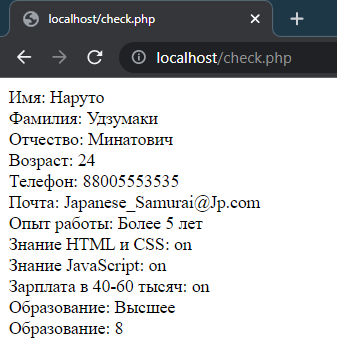 localhost/check.php
localhost/check.php
Имя: Наруто
Фамилия: Удзумаки
Отчество: Минатович
Возраст: 24
Телефон: 88005553535
Почта: Japanese_Samurai@Jp.com
Опыт работы: Более 5 лет
Знание HTML и CSS: on
Знание JavaScript: on
Зарплата в 40-60 тысяч: on
Образование: Высшее
Образование: 8